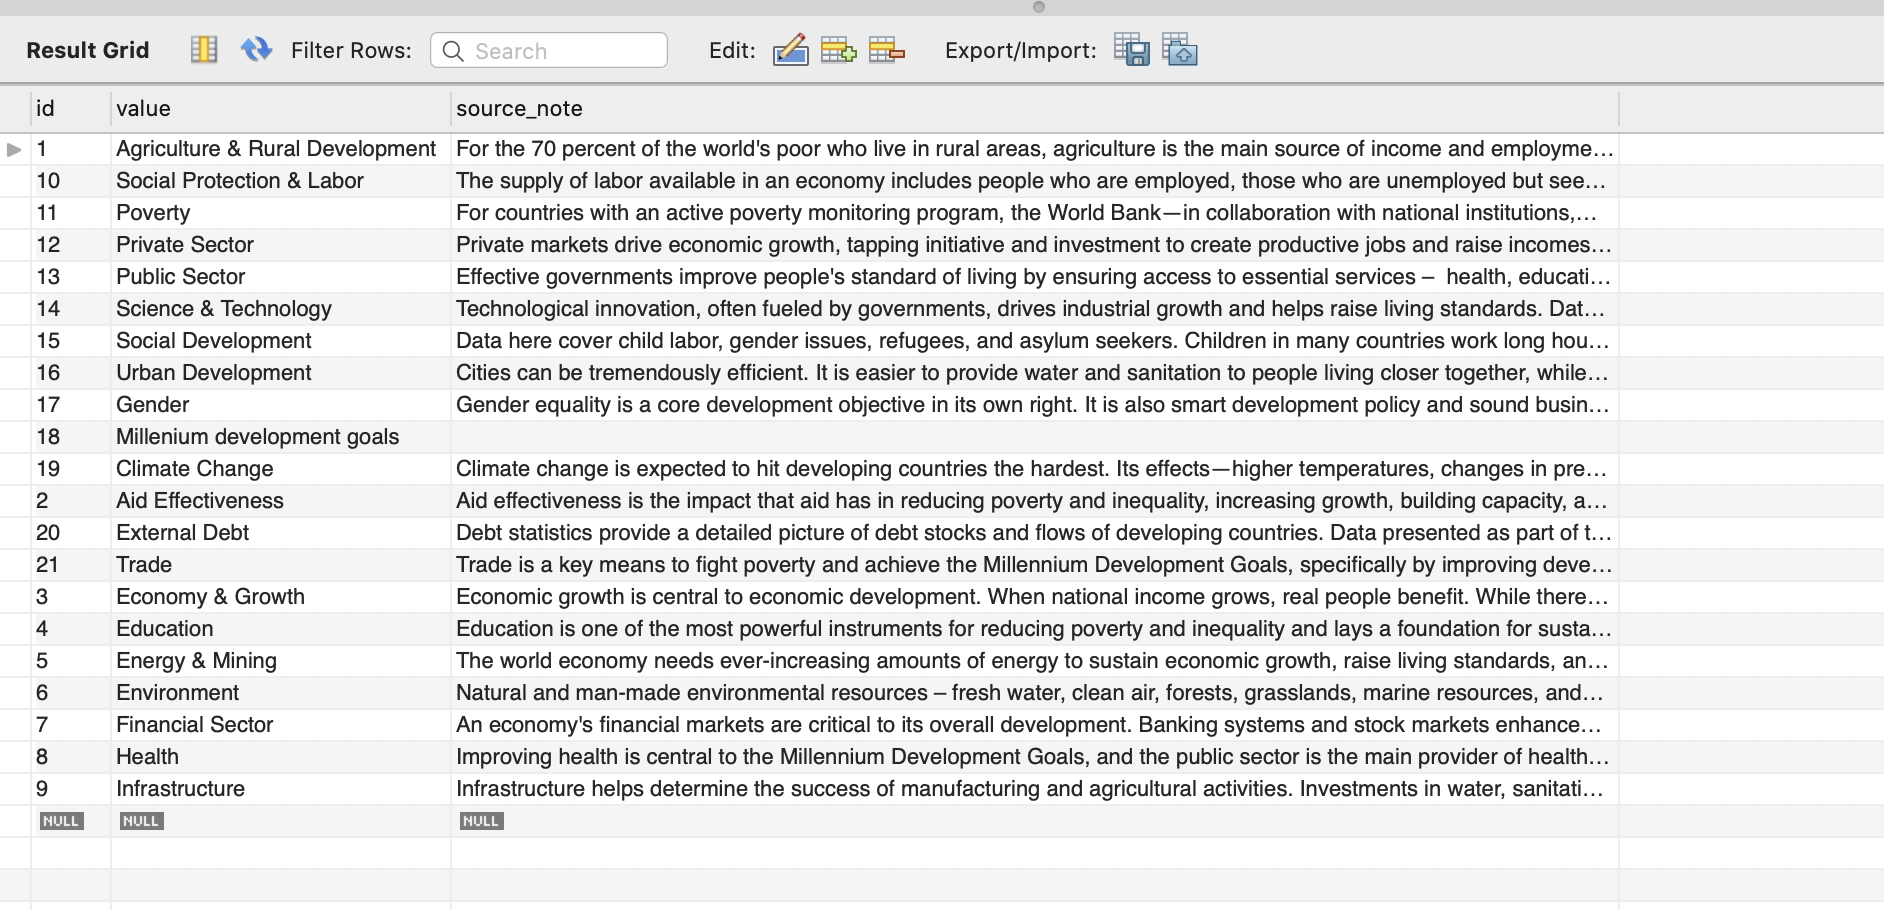 Result Grid Filter Rows: Search Edit: Export/Import:
id value source_note
1 Agriculture & Rural Development For the 70 percent of the world's poor who live in rural areas, agriculture is the main source of income and employme...
10 Social Protection & Labor The supply of labor available in an economy includes people who are employed, those who are unemployed but see...
11 Poverty For countries with an active poverty monitoring program, the World Bank—in collaboration with national institutions,...
12 Private Sector Private markets drive economic growth, tapping initiative and investment to create productive jobs and raise incomes...
13 Public Sector Effective governments improve people's standard of living by ensuring access to essential services –  health, educati...
14 Science & Technology Technological innovation, often fueled by governments, drives industrial growth and helps raise living standards. Dat...
15 Social Development Data here cover child labor, gender issues, refugees, and asylum seekers. Children in many countries work long hou...
16 Urban Development Cities can be tremendously efficient. It is easier to provide water and sanitation to people living closer together, while...
17 Gender Gender equality is a core development objective in its own right. It is also smart development policy and sound busin...
18 Millenium development goals
19 Climate Change Climate change is expected to hit developing countries the hardest. Its effects—higher temperatures, changes in pre...
2 Aid Effectiveness Aid effectiveness is the impact that aid has in reducing poverty and inequality, increasing growth, building capacity, a...
20 External Debt Debt statistics provide a detailed picture of debt stocks and flows of developing countries. Data presented as part of t...
21 Trade Trade is a key means to fight poverty and achieve the Millennium Development Goals, specifically by improving deve...
3 Economy & Growth Economic growth is central to economic development. When national income grows, real people benefit. While there...
4 Education Education is one of the most powerful instruments for reducing poverty and inequality and lays a foundation for susta...
5 Energy & Mining The world economy needs ever-increasing amounts of energy to sustain economic growth, raise living standards, an...
6 Environment Natural and man-made environmental resources – fresh water, clean air, forests, grasslands, marine resources, and...
7 Financial Sector An economy's financial markets are critical to its overall development. Banking systems and stock markets enhance...
8 Health Improving health is central to the Millennium Development Goals, and the public sector is the main provider of health...
9 Infrastructure Infrastructure helps determine the success of manufacturing and agricultural activities. Investments in water, sanitati...
NULL NULL NULL